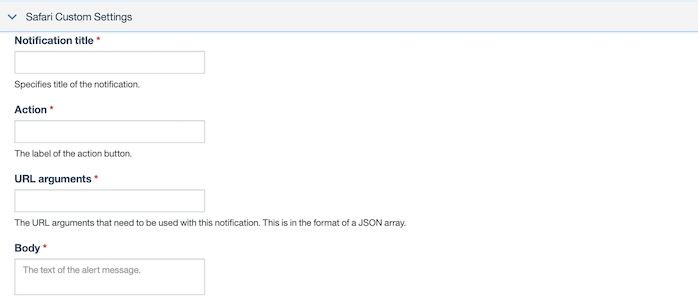 Safari Custom Settings
Notification title *
Specifies title of the notification.
Action *
The label of the action button.
URL arguments *
The URL arguments that need to be used with this notification. This is in the format of a JSON array.
Body *
The text of the alert message.